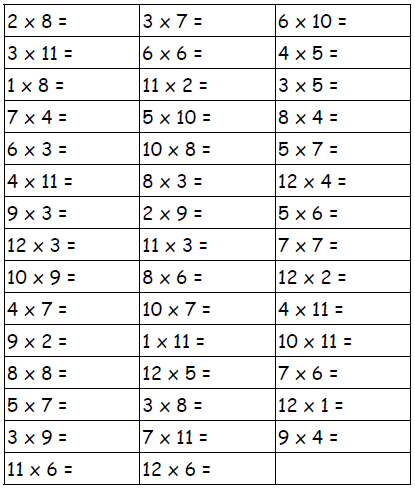 2 x 8 = 3 x 7 = 6 x 10 =
3 x 11 = 6 x 6 = 4 x 5 =
1 x 8 = 11 x 2 = 3 x 5 =
7 x 4 = 5 x 10 = 8 x 4 =
6 x 3 = 10 x 8 = 5 x 7 =
4 x 11 = 8 x 3 = 12 x 4 =
9 x 3 = 2 x 9 = 5 x 6 =
12 x 3 = 11 x 3 = 7 x 7 =
10 x 9 = 8 x 6 = 12 x 2 =
4 x 7 = 10 x 7 = 4 x 11 =
9 x 2 = 1 x 11 = 10 x 11 =
8 x 8 = 12 x 5 = 7 x 6 =
5 x 7 = 3 x 8 = 12 x 1 =
3 x 9 = 7 x 11 = 9 x 4 =
11 x 6 = 12 x 6 =